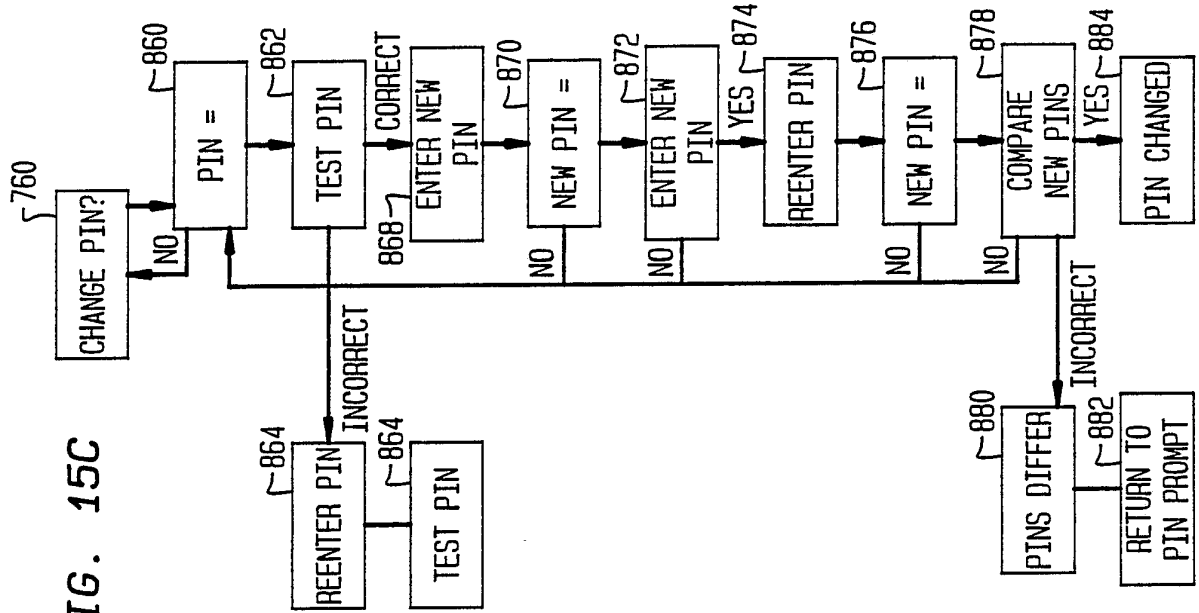 IG. 15C
760
CHANGE PIN?
NO
860
PIN =
862
TEST PIN
CORRECT
INCORRECT
864
REENTER PIN
864
TEST PIN
868
ENTER NEW
PIN
870
NEW PIN =
NO
872
ENTER NEW
PIN
NO
YES
874
REENTER PIN
876
NEW PIN =
NO
878
COMPARE
NEW PINS
NO
YES
INCORRECT
880
PINS DIFFER
882
RETURN TO
PIN PROMPT
884
PIN CHANGED